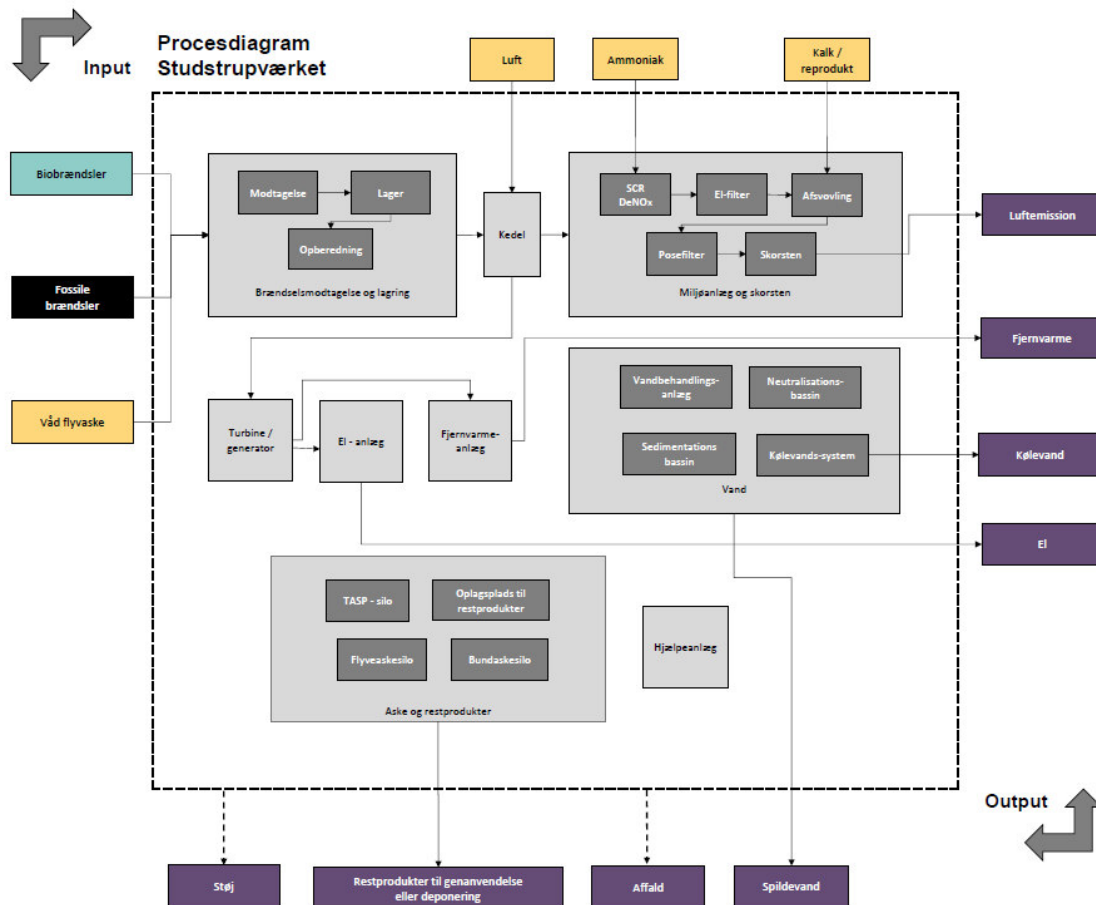 Procesdiagram
Studstrupværket
Input
Luft
Ammoniak
Kalk /
reprodukt
Biobrændsler
Fossile
brændsler
Våd flyvaske
Modtagelse
Lager
Opberedning
Brændselsmodtagelse og lagring
Kedel
SCR
DeNOx
El-filter
Afsvovling
Posefilter
Skorsten
Miljøanlæg og skorsten
Luftemission
Fjernvarme
Turbine /
generator
El - anlæg
Fjernvarme-
anlæg
Vandbehandlings-
anlæg
Neutralisations-
bassin
Sedimentations
bassin
Kølevands-system
Vand
Kølevand
El
TASP - silo
Oplagsplads til
restprodukter
Flyveaskesilo
Bundaskesilo
Aske og restprodukter
Hjælpeanlæg
Output
Støj
Restprodukter til genanvendelse
eller deponering
Affald
Spildevand